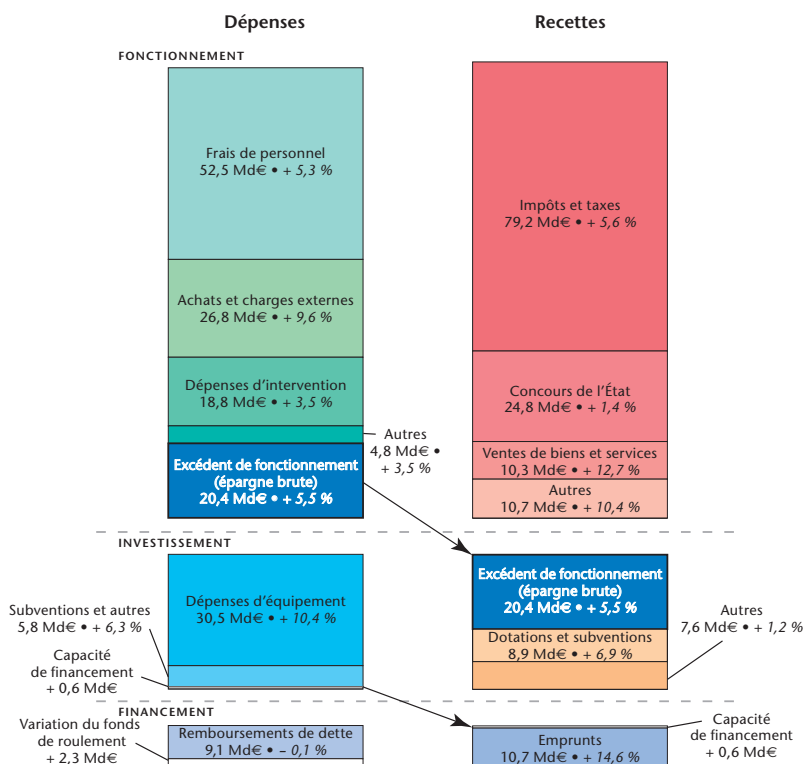 Dépenses
Recettes
FONCTIONNEMENT
Frais de personnel
52,5 Md€ • + 5,3 %
Achats et charges externes
26,8 Md€ • + 9,6 %
Dépenses d'intervention
18,8 Md€ • + 3,5 %
Autres
4,8 Md€ •
+ 3,5 %
Excédent de fonctionnement
(épargne brute)
20,4 Md€ • + 5,5 %
Impôts et taxes
79,2 Md€ • + 5,6 %
Concours de l'État
24,8 Md€ • + 1,4 %
Ventes de biens et services
10,3 Md€ • + 12,7 %
Autres
10,7 Md€ • + 10,4 %
INVESTISSEMENT
Dépenses d'équipement
30,5 Md€ • + 10,4 %
Subventions et autres
5,8 Md€ • + 6,3 %
Capacité
de financement
+ 0,6 Md€
Excédent de fonctionnement
(épargne brute)
20,4 Md€ • + 5,5 %
Dotations et subventions
8,9 Md€ • + 6,9 %
Autres
7,6 Md€ • + 1,2 %
FINANCEMENT
Variation du fonds
de roulement
+ 2,3 Md€
Remboursements de dette
9,1 Md€ • – 0,1 %
Emprunts
10,7 Md€ • + 14,6 %
Capacité
de financement
+ 0,6 Md€